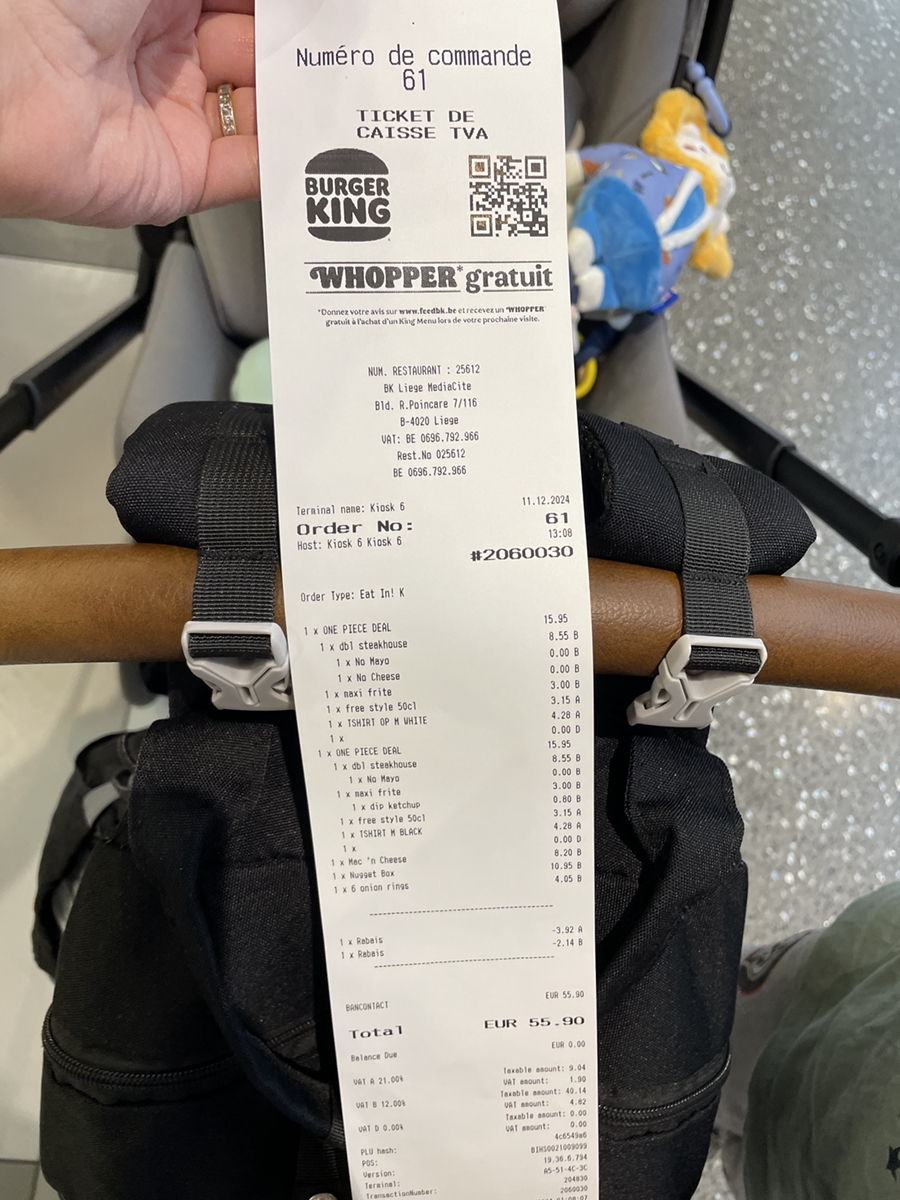 Numéro de commande
61
TICKET DE
CAISSE TVA
BURGER
KING
WHOPPER* gratuit
*Donnez votre avis sur www.feedbk.be et recevez un WHOPPER
gratuit à l'achat d'un King Menu lors de votre prochaine visite.
NUM. RESTAURANT : 25612
BK Liege MediaCite
Bld. R.Poincare 7/116
B-4020 Liege
VAT: BE 0696.792.966
Rest.No 025612
BE 0696.792.966
Terminal name: Kiosk 6 11.12.2024
Order No: 61
Host: Kiosk 6 Kiosk 6 13:08
#2060030
Order Type: Eat In! K
1 x ONE PIECE DEAL 15.95
1 x dbl steakhouse 8.55 B
1 x No Mayo 0.00 B
1 x No Cheese 0.00 B
1 x maxi frite 3.00 B
1 x free style 50cl 3.15 A
1 x TSHIRT OP M WHITE 4.28 A
1 x 0.00 D
1 x ONE PIECE DEAL 15.95
1 x dbl steakhouse 8.55 B
1 x No Mayo 0.00 B
1 x maxi frite 3.00 B
1 x dip ketchup 0.80 B
1 x free style 50cl 3.15 A
1 x TSHIRT M BLACK 4.28 A
1 x 0.00 D
1 x Mac 'n Cheese 8.20 B
1 x Nugget Box 10.95 B
1 x 6 onion rings 4.05 B
1 x Rabais -3.92 A
1 x Rabais -2.14 B
BANCONTACT EUR 55.90
Total EUR 55.90
Balance Due EUR 0.00
VAT A 21.00% Taxable amount: 9.04
VAT amount: 1.90
VAT B 12.00% Taxable amount: 40.14
VAT amount: 4.82
VAT D 0.00% Taxable amount: 0.00
VAT amount: 0.00
PLU hash: 4c6549a6
POS: BIHS0021009099
Version: 19.36.6.794
Terminal: A5-51-4C-3C
TransactionNumber: 204830
2060030